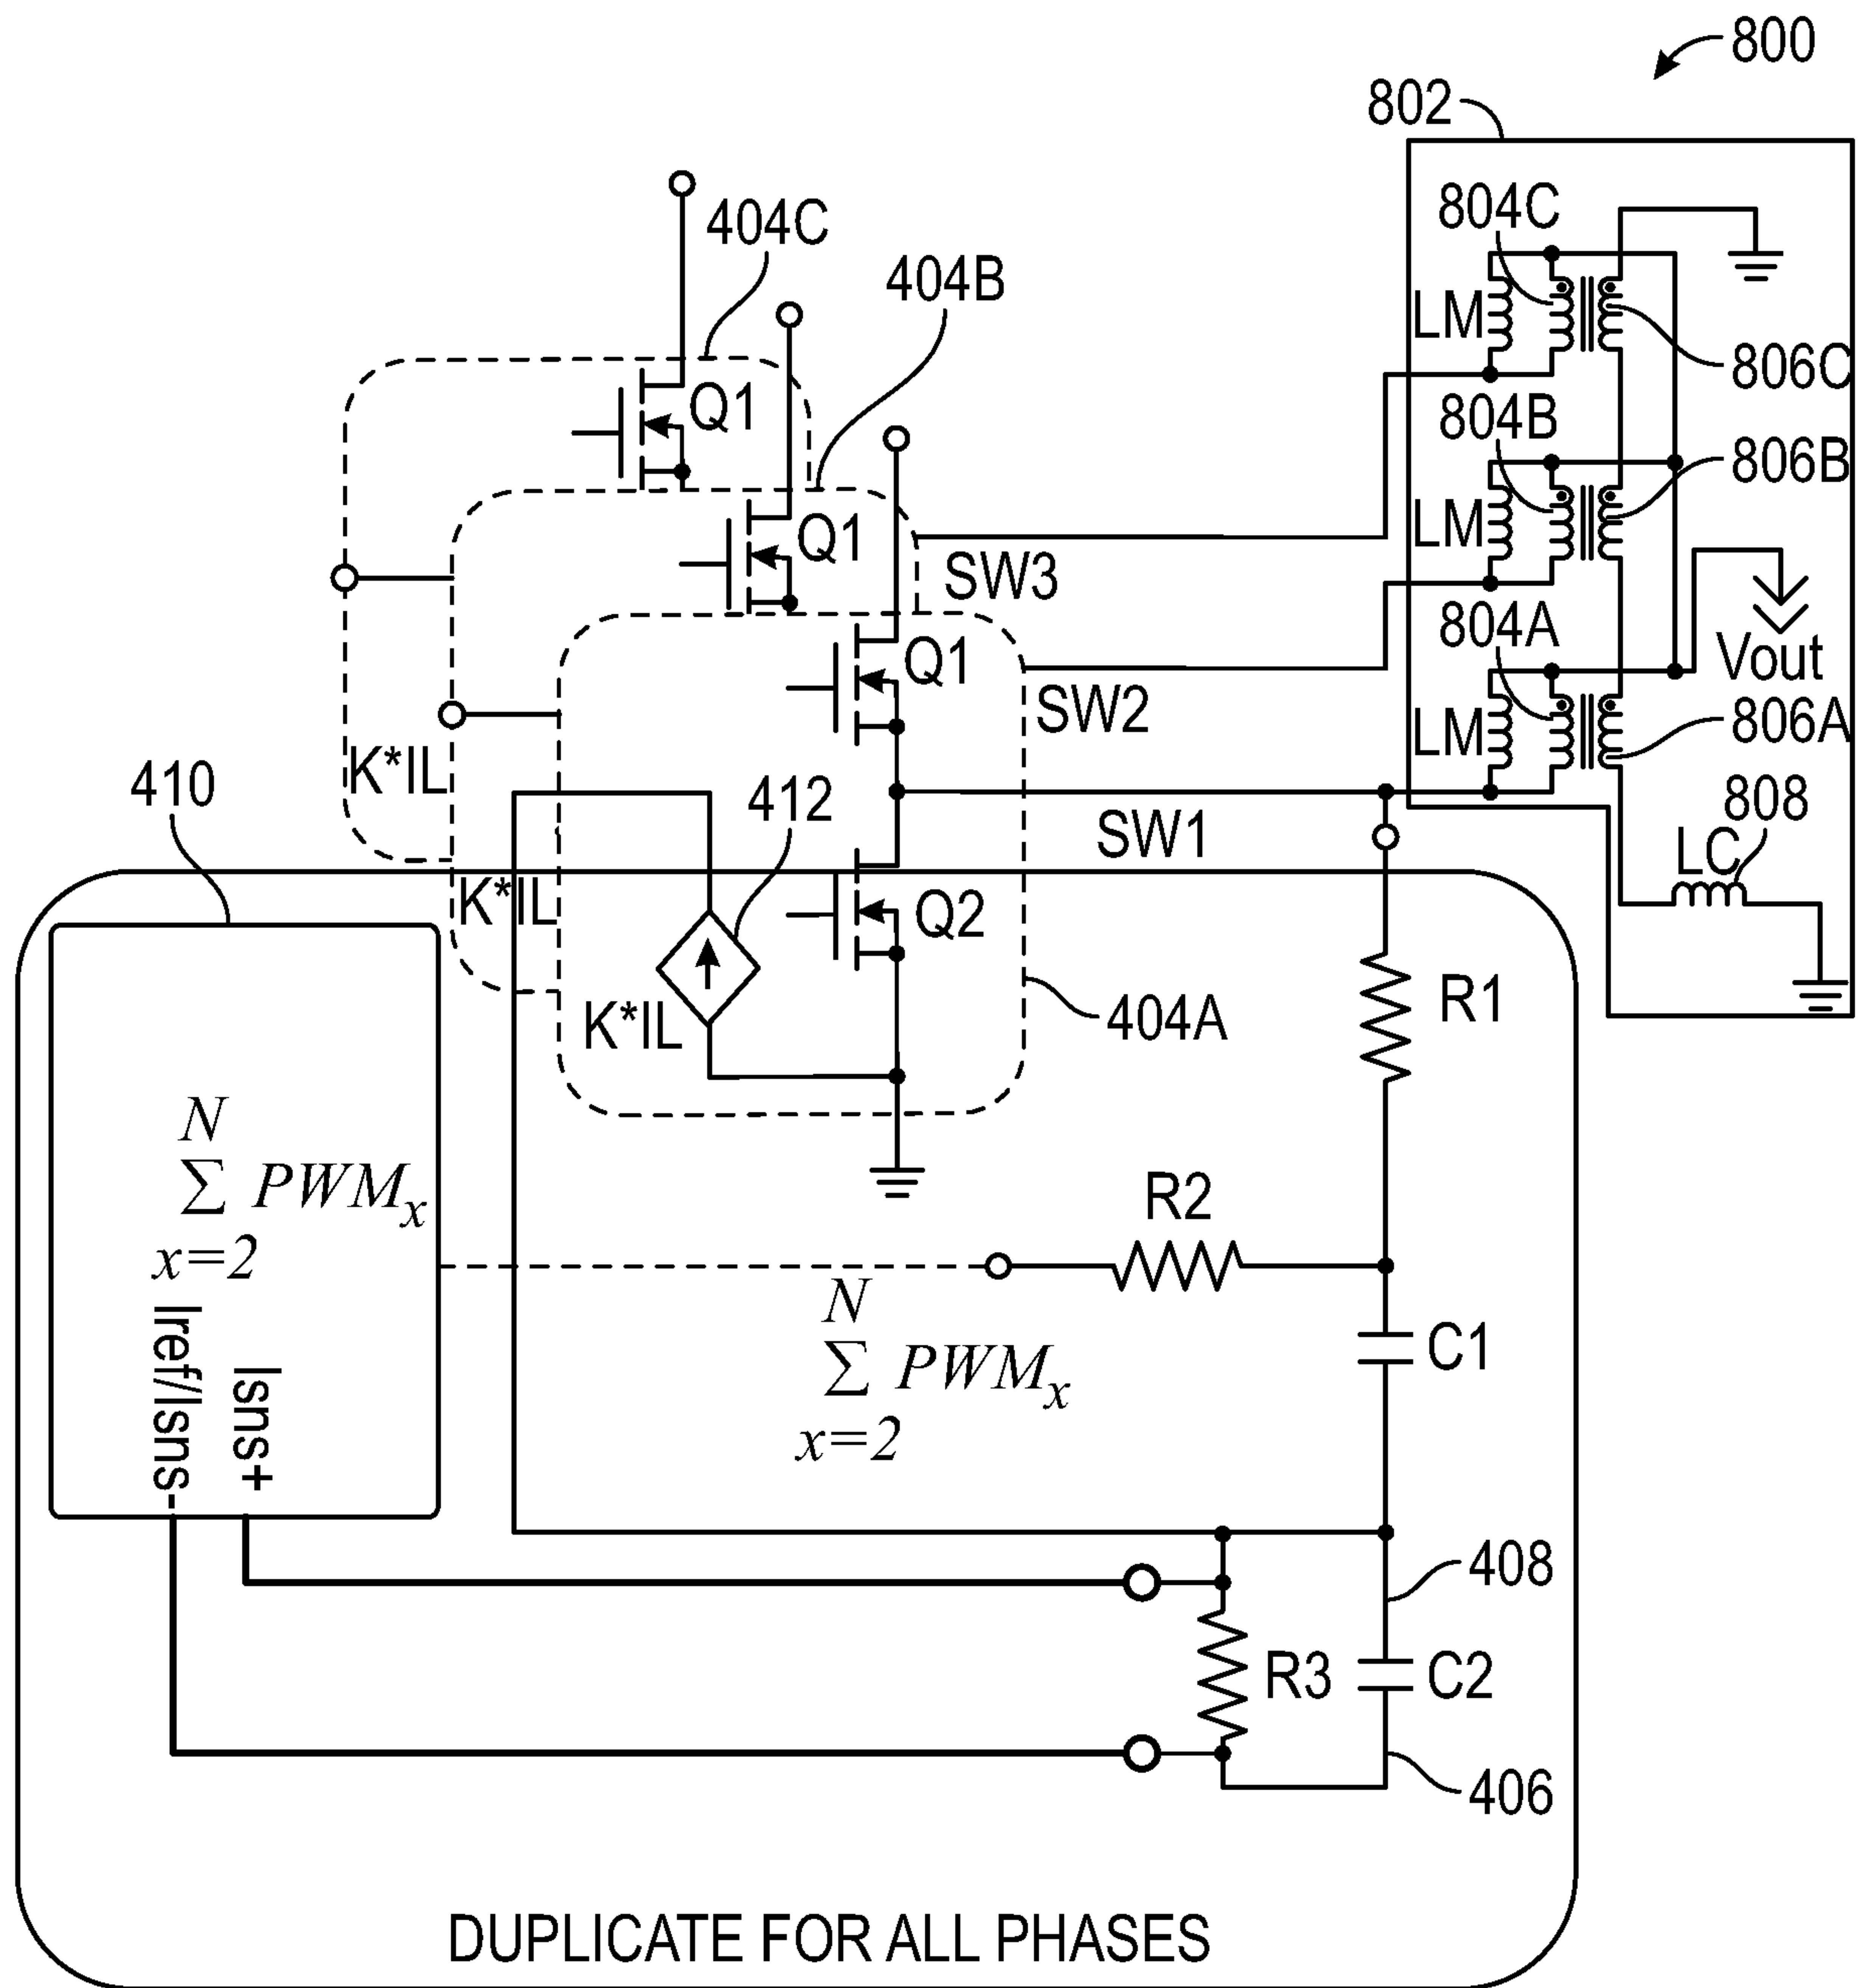 800
802
804C
404C
404B
LM
806C
Q1
804B
806B
Q1
LM
SW3
804A
Vout
Q1
SW2
LM
806A
K*IL
410
412
SW1
808
LC
K*IL
Q2
R1
K*IL
404A
N
∑ PWMx
x=2
R2
Iref/Isns-
Isns+
N
∑ PWMx
x=2
C1
408
R3
C2
406
DUPLICATE FOR ALL PHASES